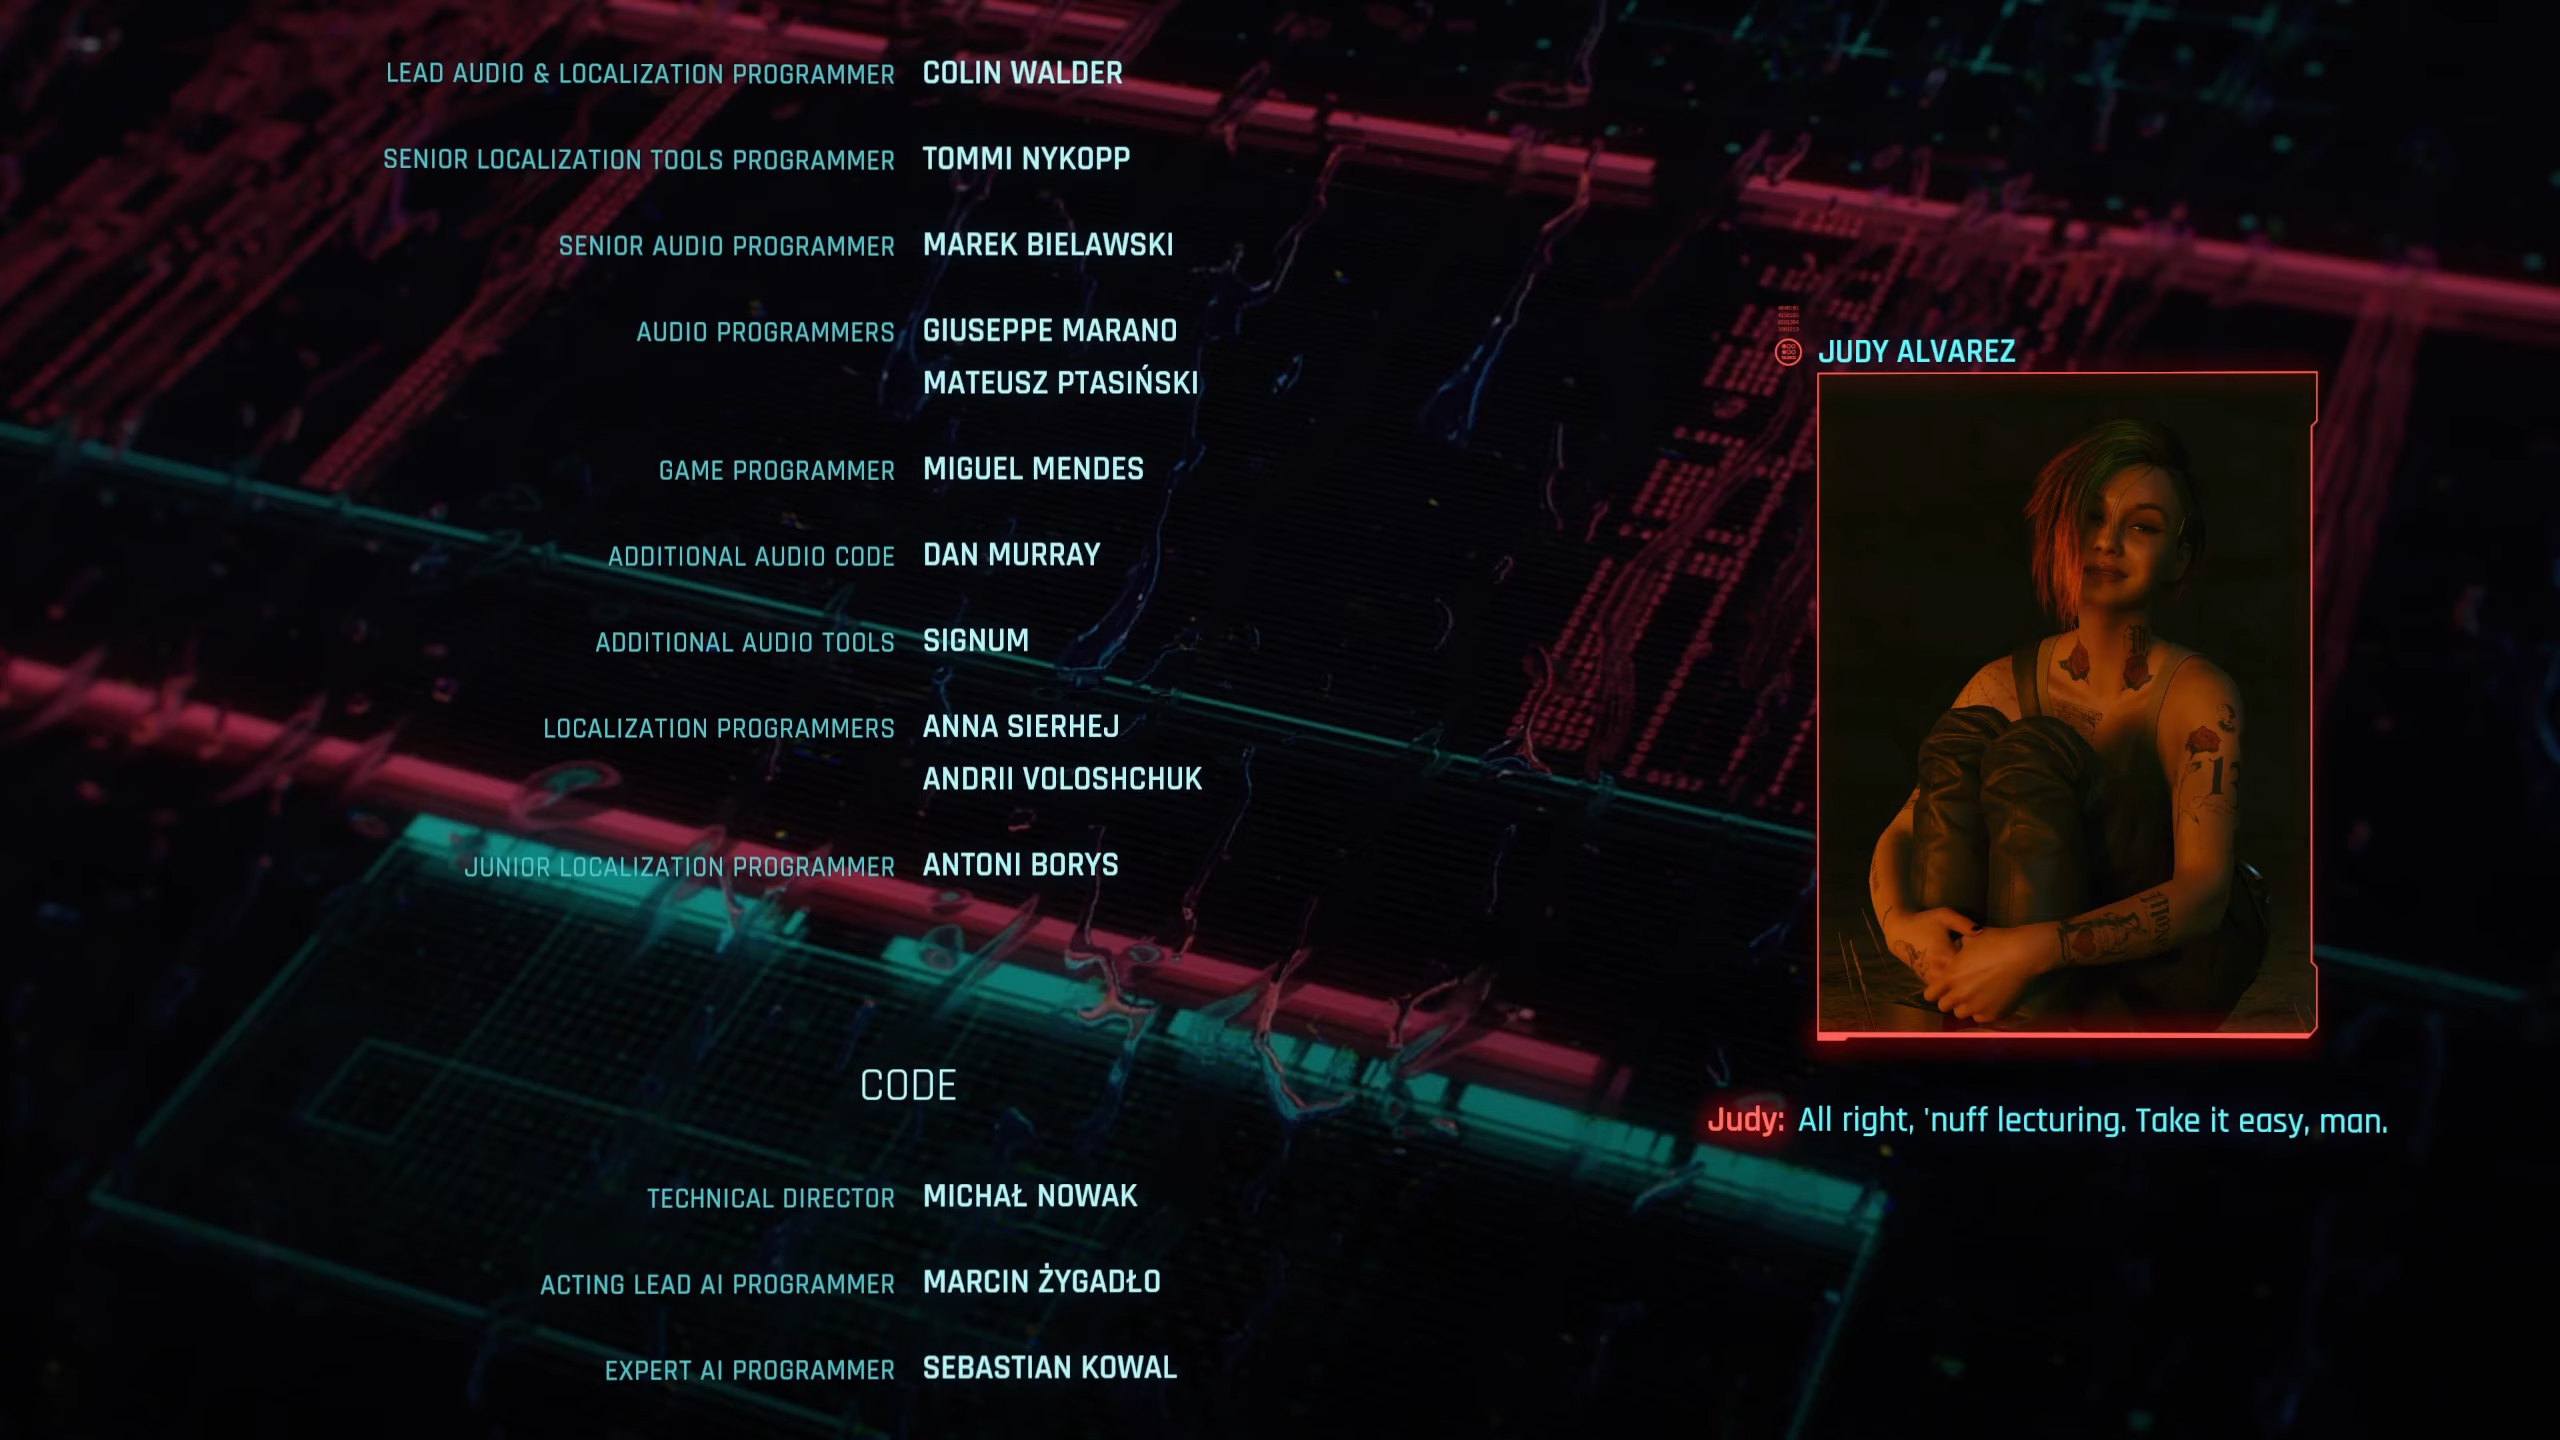 LEAD AUDIO & LOCALIZATION PROGRAMMER COLIN WALDER
SENIOR LOCALIZATION TOOLS PROGRAMMER TOMMI NYKOPP
SENIOR AUDIO PROGRAMMER MAREK BIELAWSKI
AUDIO PROGRAMMERS GIUSEPPE MARANO
MATEUSZ PTASIŃSKI
GAME PROGRAMMER MIGUEL MENDES
ADDITIONAL AUDIO CODE DAN MURRAY
ADDITIONAL AUDIO TOOLS SIGNUM
LOCALIZATION PROGRAMMERS ANNA SIERHEJ
ANDRII VOLOSHCHUK
JUNIOR LOCALIZATION PROGRAMMER ANTONI BORYS
CODE
TECHNICAL DIRECTOR MICHAŁ NOWAK
ACTING LEAD AI PROGRAMMER MARCIN ŻYGADŁO
EXPERT AI PROGRAMMER SEBASTIAN KOWAL
JUDY ALVAREZ
13
Judy: All right, 'nuff lecturing. Take it easy, man.